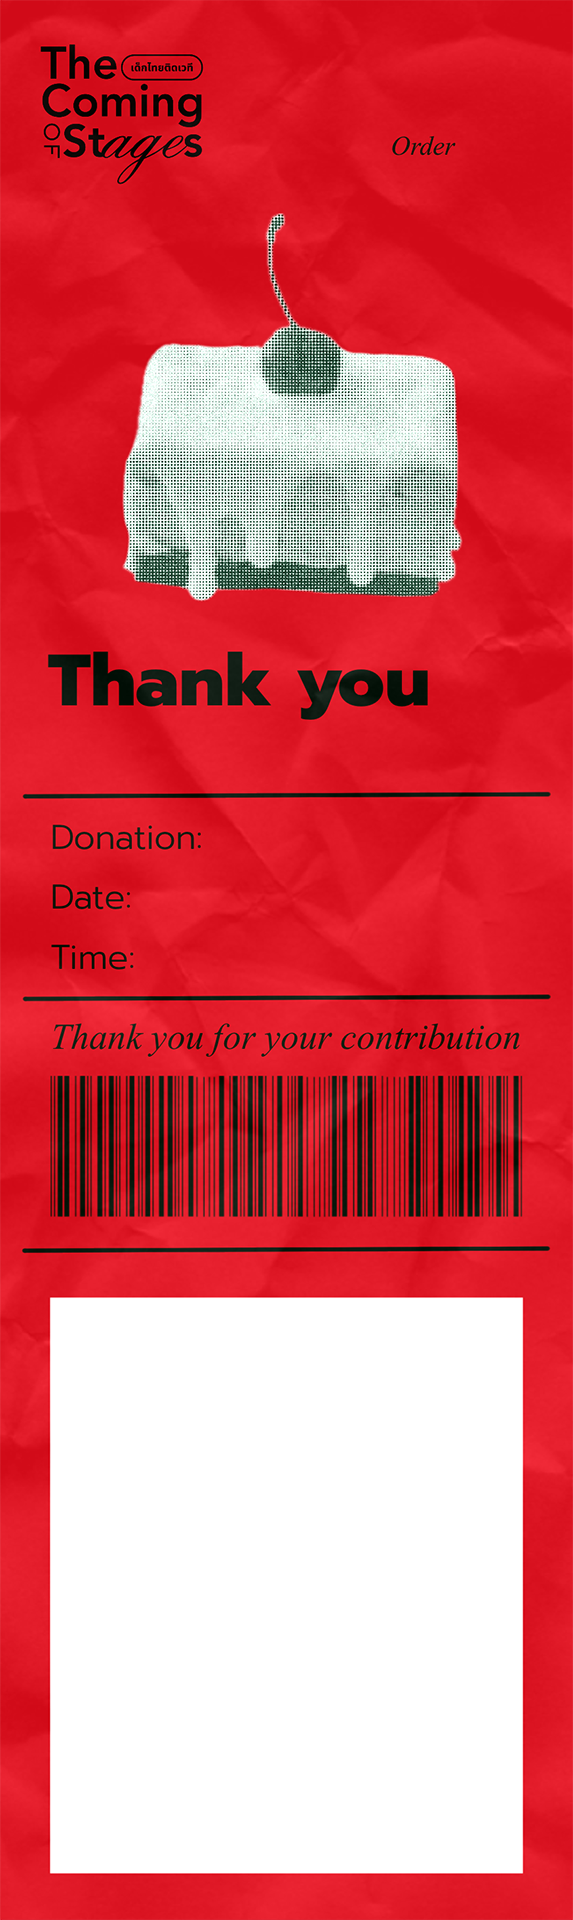 The เด็กไทยติดเวที
Coming
OF Stages
Order
Thank you
Donation:
Date:
Time:
Thank you for your contribution